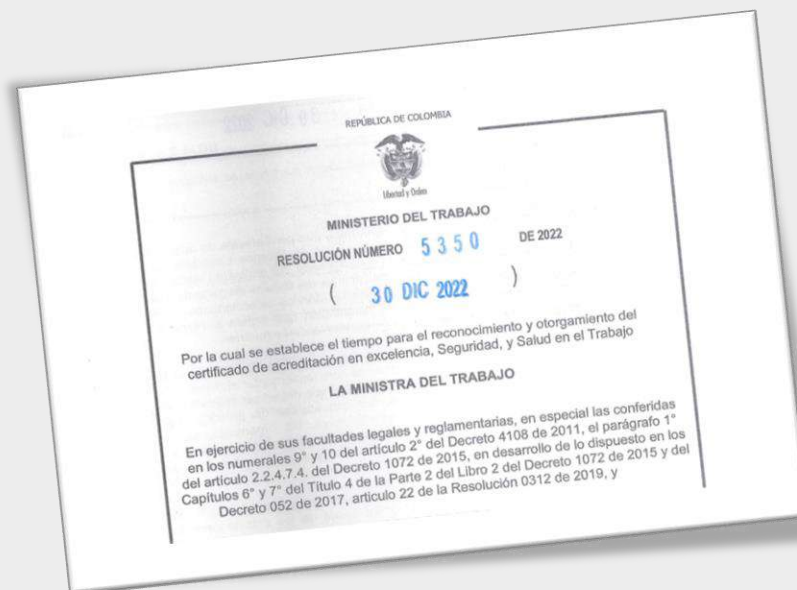 REPÚBLICA DE COLOMBIA
Libertad y Orden
MINISTERIO DEL TRABAJO
RESOLUCIÓN NÚMERO 5350 DE 2022
( 30 DIC 2022 )
Por la cual se establece el tiempo para el reconocimiento y otorgamiento del
certificado de acreditación en excelencia, Seguridad, y Salud en el Trabajo
LA MINISTRA DEL TRABAJO
En ejercicio de sus facultades legales y reglamentarias, en especial las conferidas
en los numerales 9° y 10 del artículo 2° del Decreto 4108 de 2011, el parágrafo 1°
del artículo 2.2.4.7.4. del Decreto 1072 de 2015, en desarrollo de lo dispuesto en los
Capítulos 6° y 7° del Título 4 de la Parte 2 del Libro 2 del Decreto 1072 de 2015 y del
Decreto 052 de 2017, articulo 22 de la Resolución 0312 de 2019, y